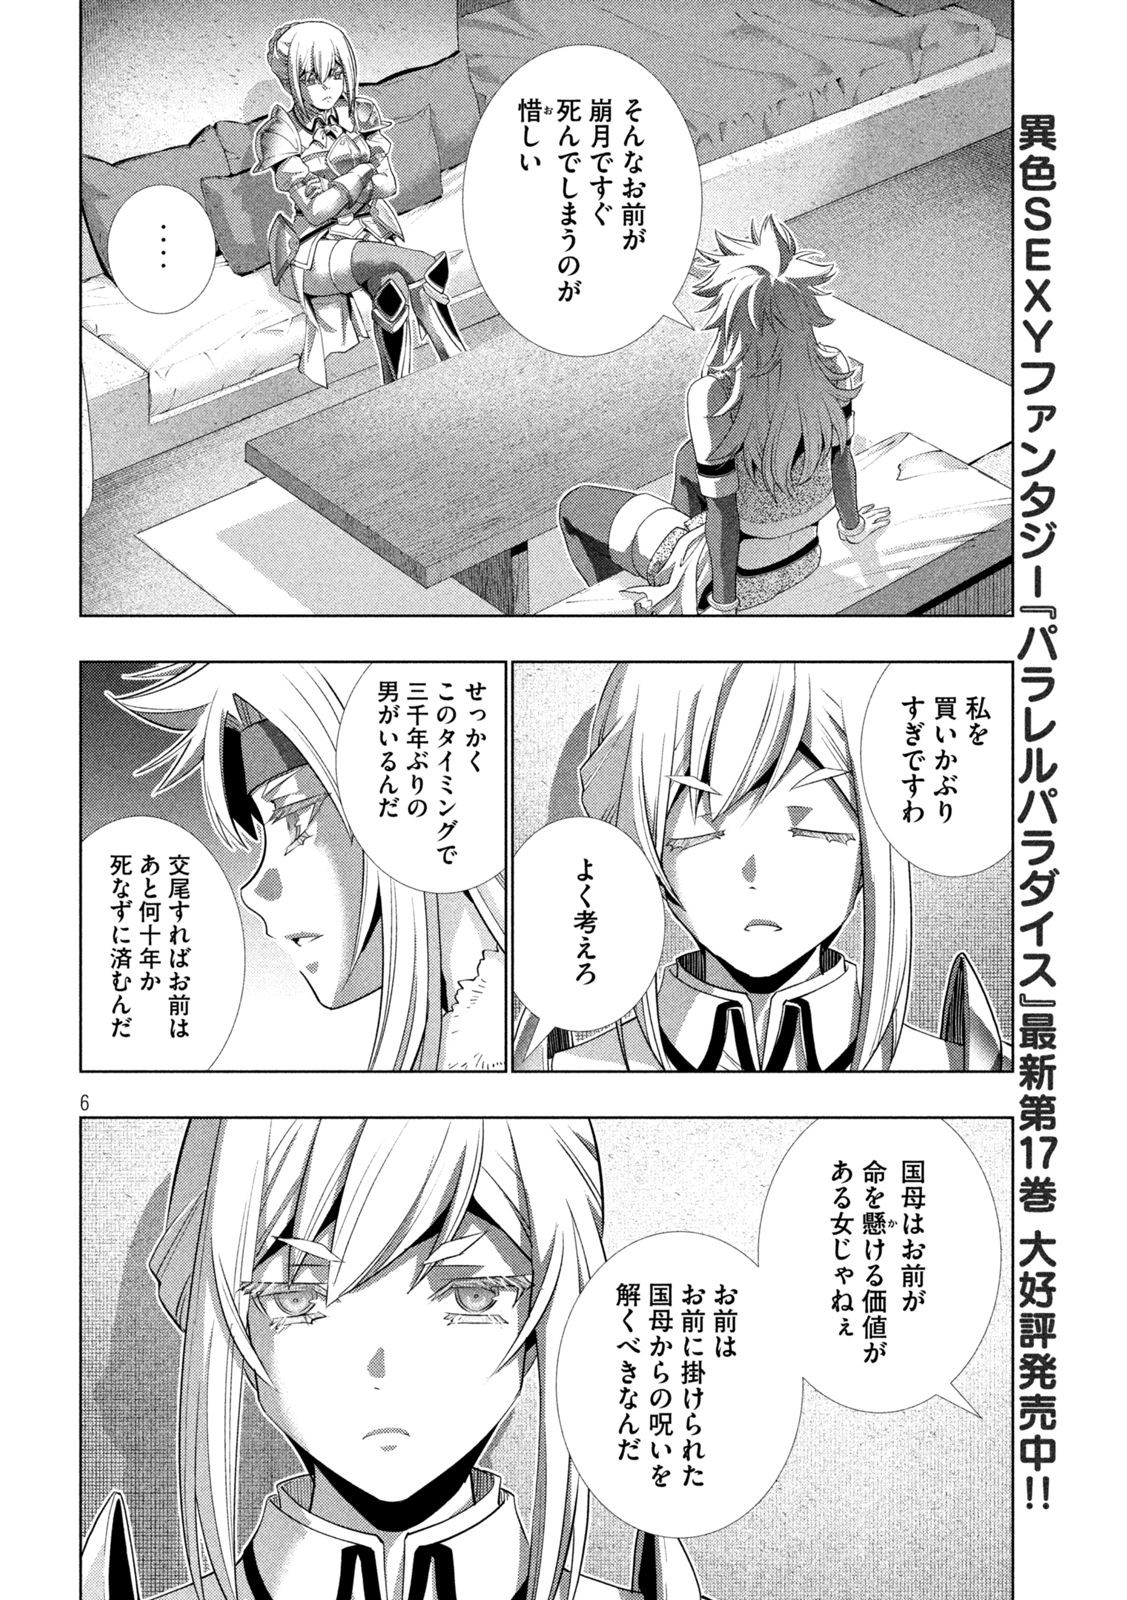 異色SEXYファンタジー『パラレルパラダイス』最新第17巻 大好評発売中!!
そんなお前が
崩月ですぐ
死んでしまうのが
惜しい
お
・・・・
私を
買いかぶり
すぎですわ
よく考えろ
せっかく
このタイミングで
三千年ぶりの
男がいるんだ
交尾すればお前は
あと何十年か
死なずに済むんだ
6
国母はお前が
命を懸ける価値が
か
ある女じゃねぇ
お前は
お前に掛けられた
国母からの呪いを
解くべきなんだ